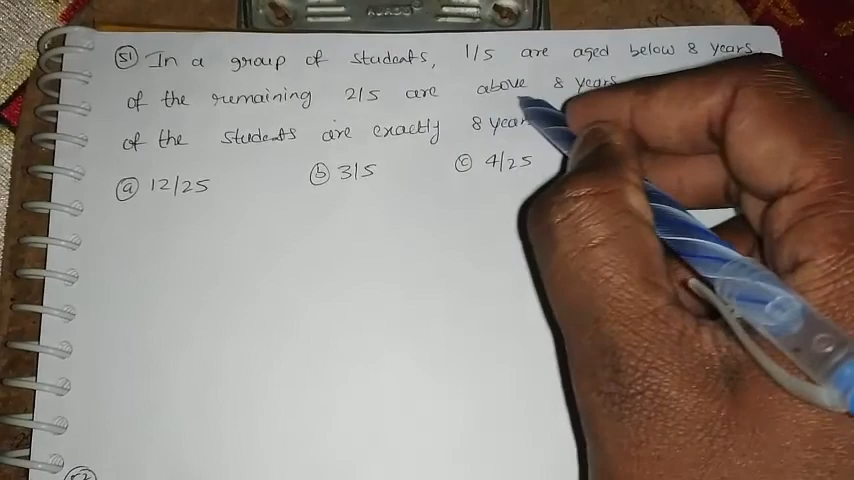 (51) In a group of students, 1/5 are aged below 8 years.
of the remaining 2/5 are above 8 years
of the students are exactly 8 years
(a) 12/25 (b) 3/5 (c) 4/25